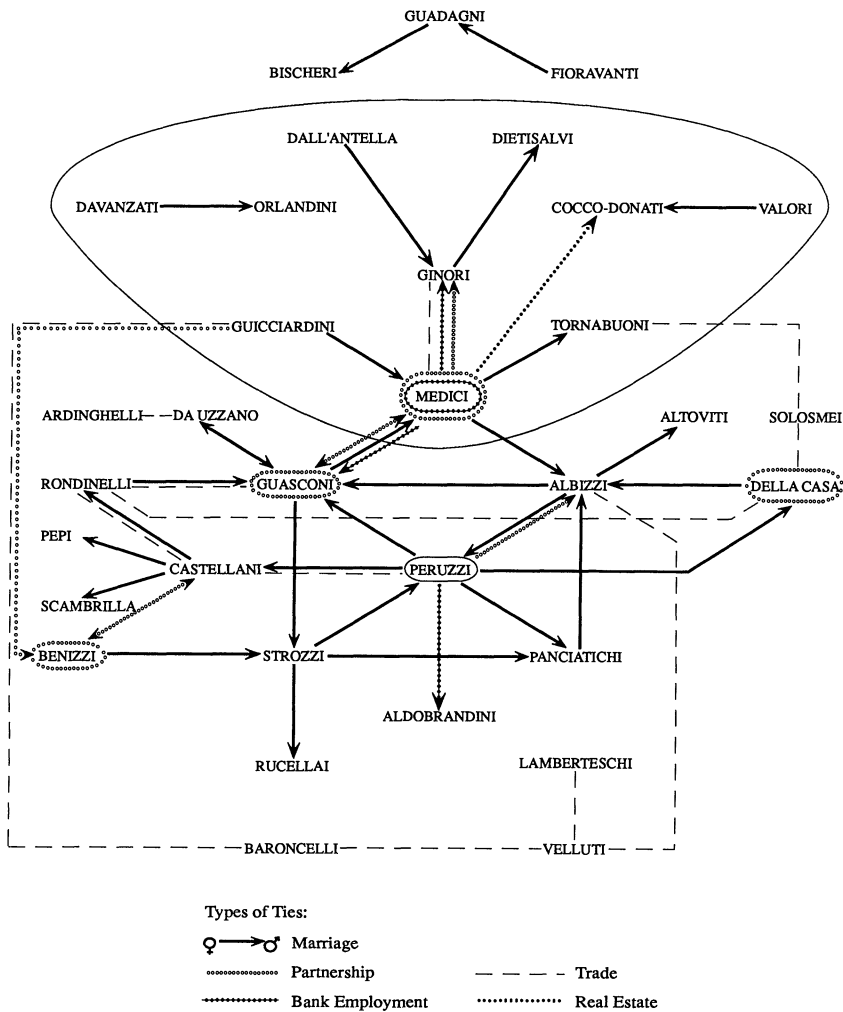 GUADAGNI
BISCHERI
FIORAVANTI
DALL'ANTELLA
DIETISALVI
DAVANZATI
ORLANDINI
COCCO-DONATI
VALORI
GINORI
GUICCIARDINI
TORNABUONI
MEDICI
ARDINGHELLI
DA UZZANO
ALTOVITI
SOLOSMEI
RONDINELLI
GUASCONI
ALBIZZI
DELLA CASA
PEPI
CASTELLANI
PERUZZI
SCAMBRILLA
BENIZZI
STROZZI
PANCIATICHI
ALDOBRANDINI
RUCELLAI
LAMBERTESCHI
BARONCELLI
VELLUTI
Types of Ties:
♀ ♂ Marriage
Partnership
Trade
Bank Employment
Real Estate